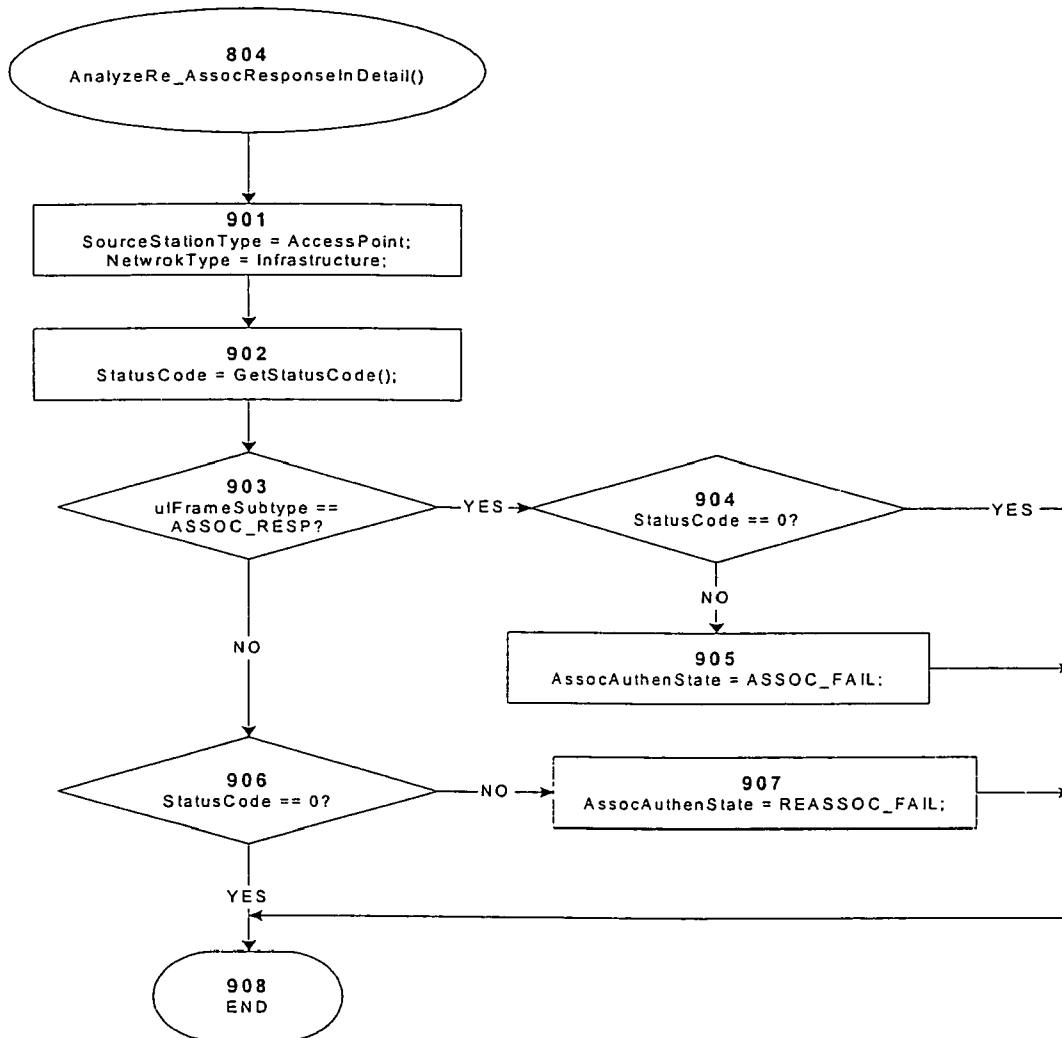 804
AnalyzeRe_AssocResponseInDetail()
901
SourceStationType = AccessPoint;
NetwrokType = Infrastructure;
902
StatusCode = GetStatusCode();
903
ulFrameSubtype ==
ASSOC_RESP?
YES
904
StatusCode == 0?
YES
NO
NO
905
AssocAuthenState = ASSOC_FAIL;
906
StatusCode == 0?
NO
907
AssocAuthenState = REASSOC_FAIL;
YES
908
END